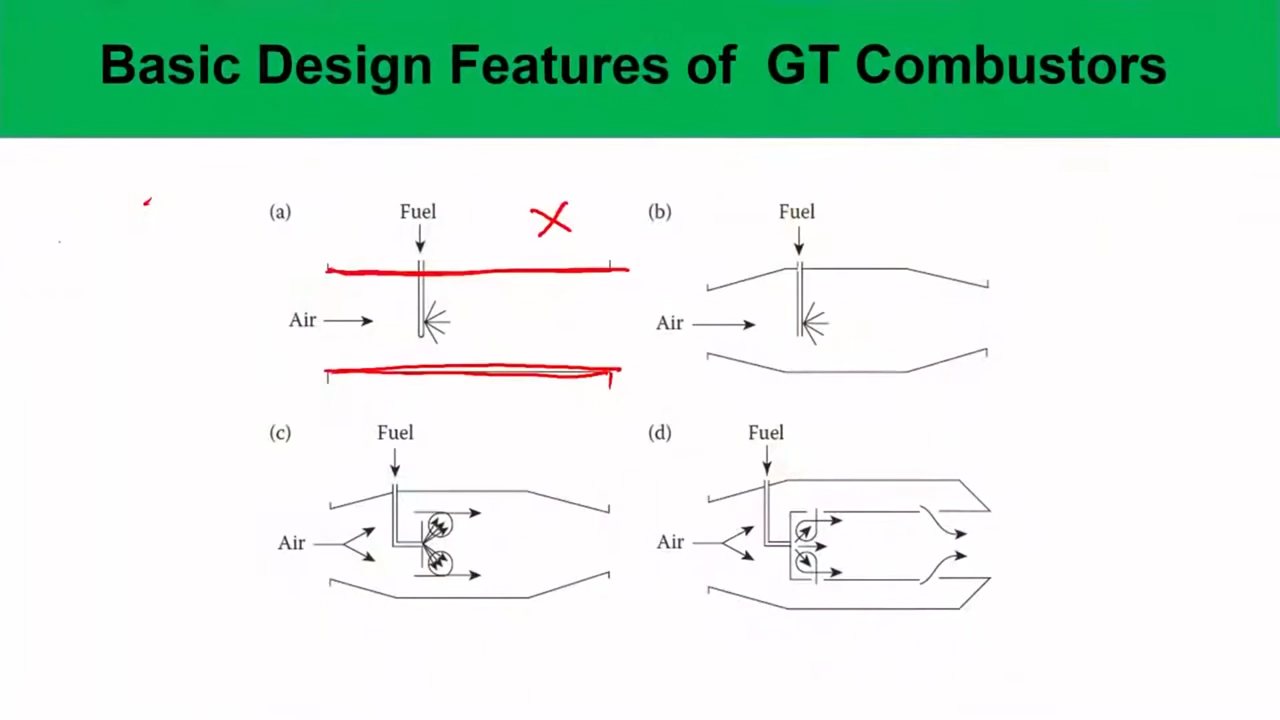 Basic Design Features of GT Combustors
(a)
Fuel
Air
(b)
Fuel
Air
(c)
Fuel
Air
(d)
Fuel
Air